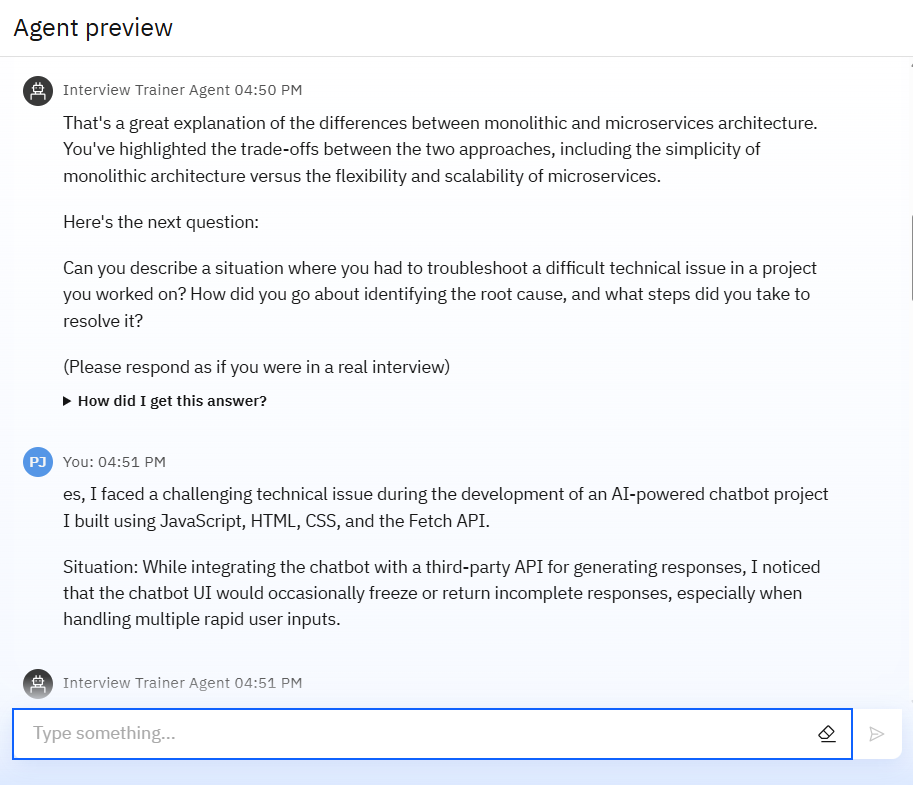 Agent preview
Interview Trainer Agent 04:50 PM
That's a great explanation of the differences between monolithic and microservices architecture.
You've highlighted the trade-offs between the two approaches, including the simplicity of
monolithic architecture versus the flexibility and scalability of microservices.
Here's the next question:
Can you describe a situation where you had to troubleshoot a difficult technical issue in a project
you worked on? How did you go about identifying the root cause, and what steps did you take to
resolve it?
(Please respond as if you were in a real interview)
How did I get this answer?
PJ You: 04:51 PM
es, I faced a challenging technical issue during the development of an AI-powered chatbot project
I built using JavaScript, HTML, CSS, and the Fetch API.
Situation: While integrating the chatbot with a third-party API for generating responses, I noticed
that the chatbot UI would occasionally freeze or return incomplete responses, especially when
handling multiple rapid user inputs.
Interview Trainer Agent 04:51 PM
Type something...